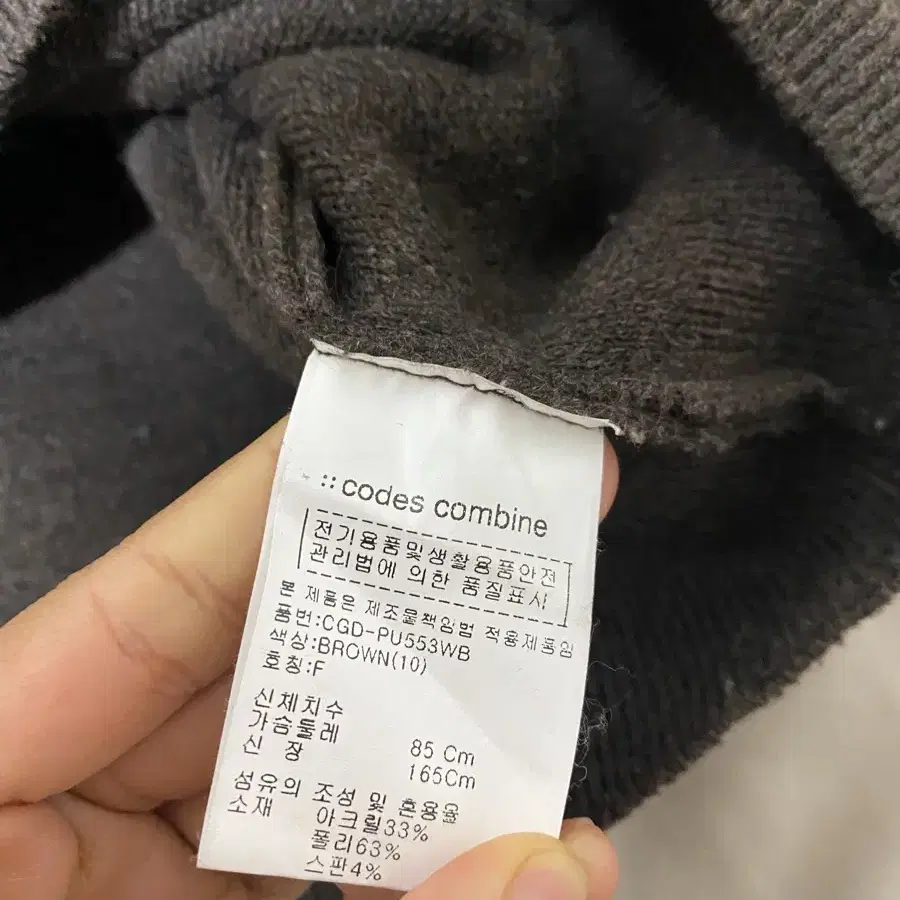 ::codes combine
전기용품및생활용품안전
관리법에 의한 품질표시
본 제품은 제조물책임법 적용제품임
품번:CGD-PU553WB
색상:BROWN(10)
호칭:F
신체치수
가슴둘레 85 Cm
신 장 165Cm
섬유의 조성 및 혼용율
소재 아크릴33%
폴리63%
스판4%